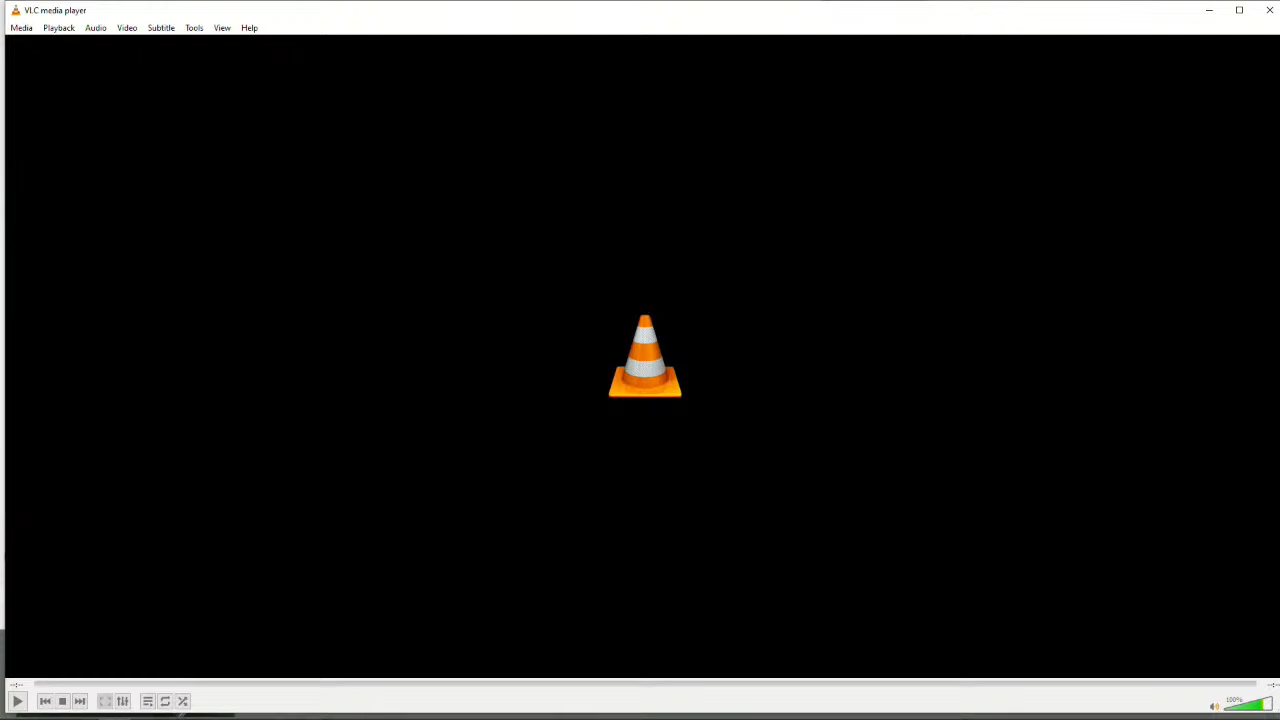 VLC media player
Media Playback Audio Video Subtitle Tools View Help
--:-- --:--
100%